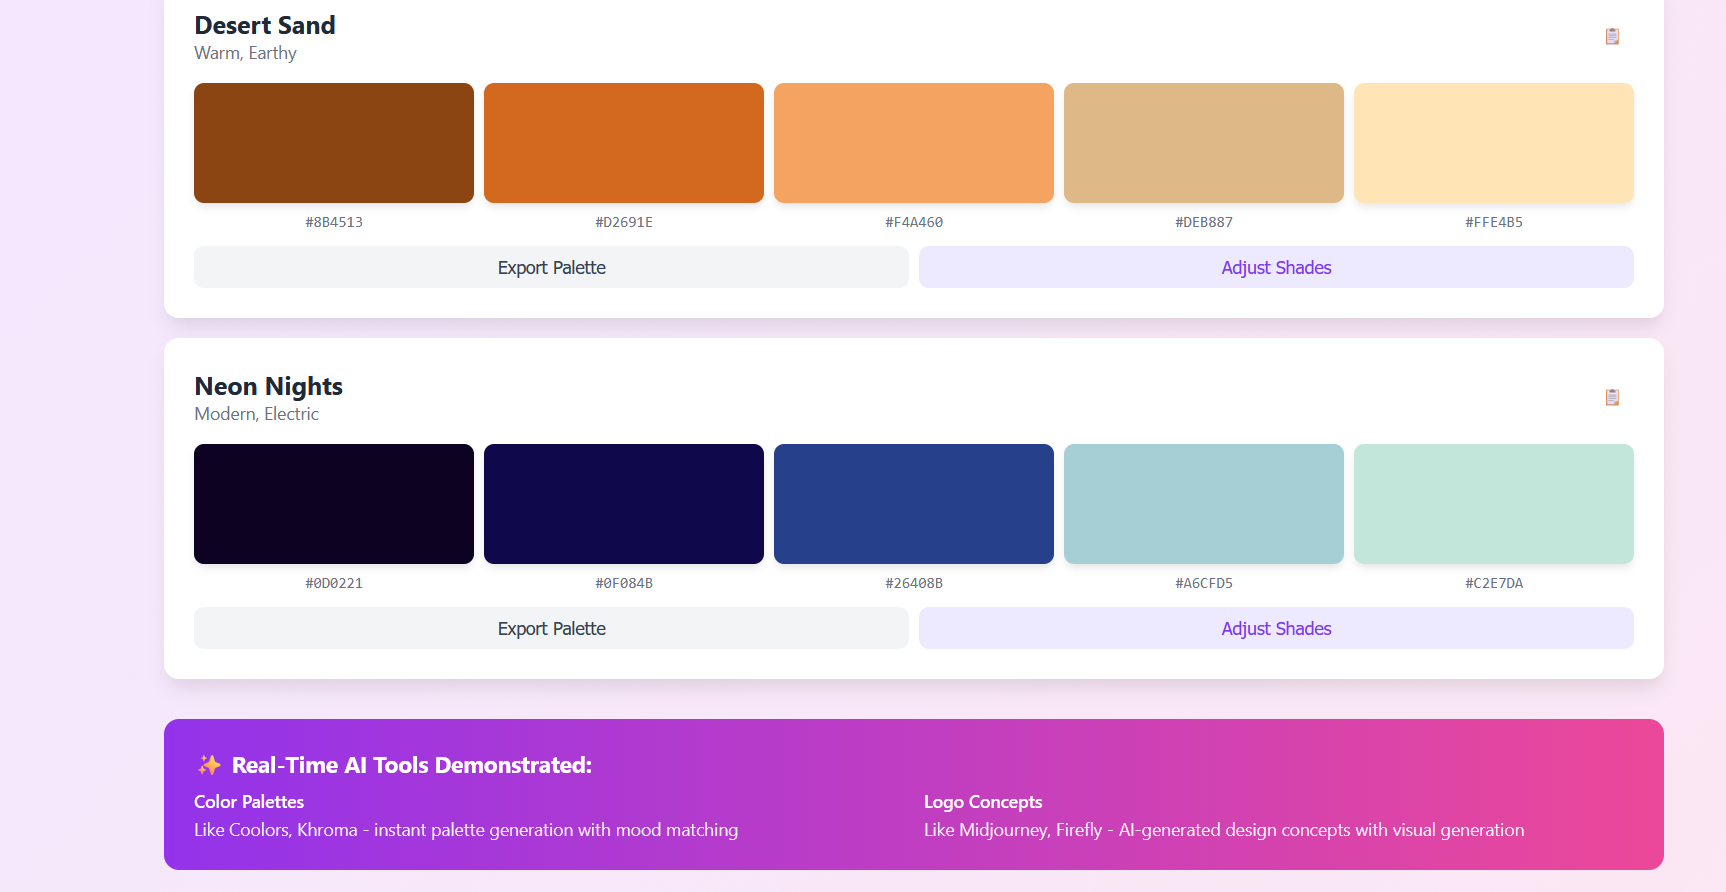 Desert Sand
Warm, Earthy
#8B4513
#D2691E
#F4A460
#DEB887
#FFE4B5
Export Palette
Adjust Shades
Neon Nights
Modern, Electric
#0D0221
#0F084B
#26408B
#A6CFD5
#C2E7DA
Export Palette
Adjust Shades
✨ Real-Time AI Tools Demonstrated:
Color Palettes
Like Coolors, Khroma - instant palette generation with mood matching
Logo Concepts
Like Midjourney, Firefly - AI-generated design concepts with visual generation